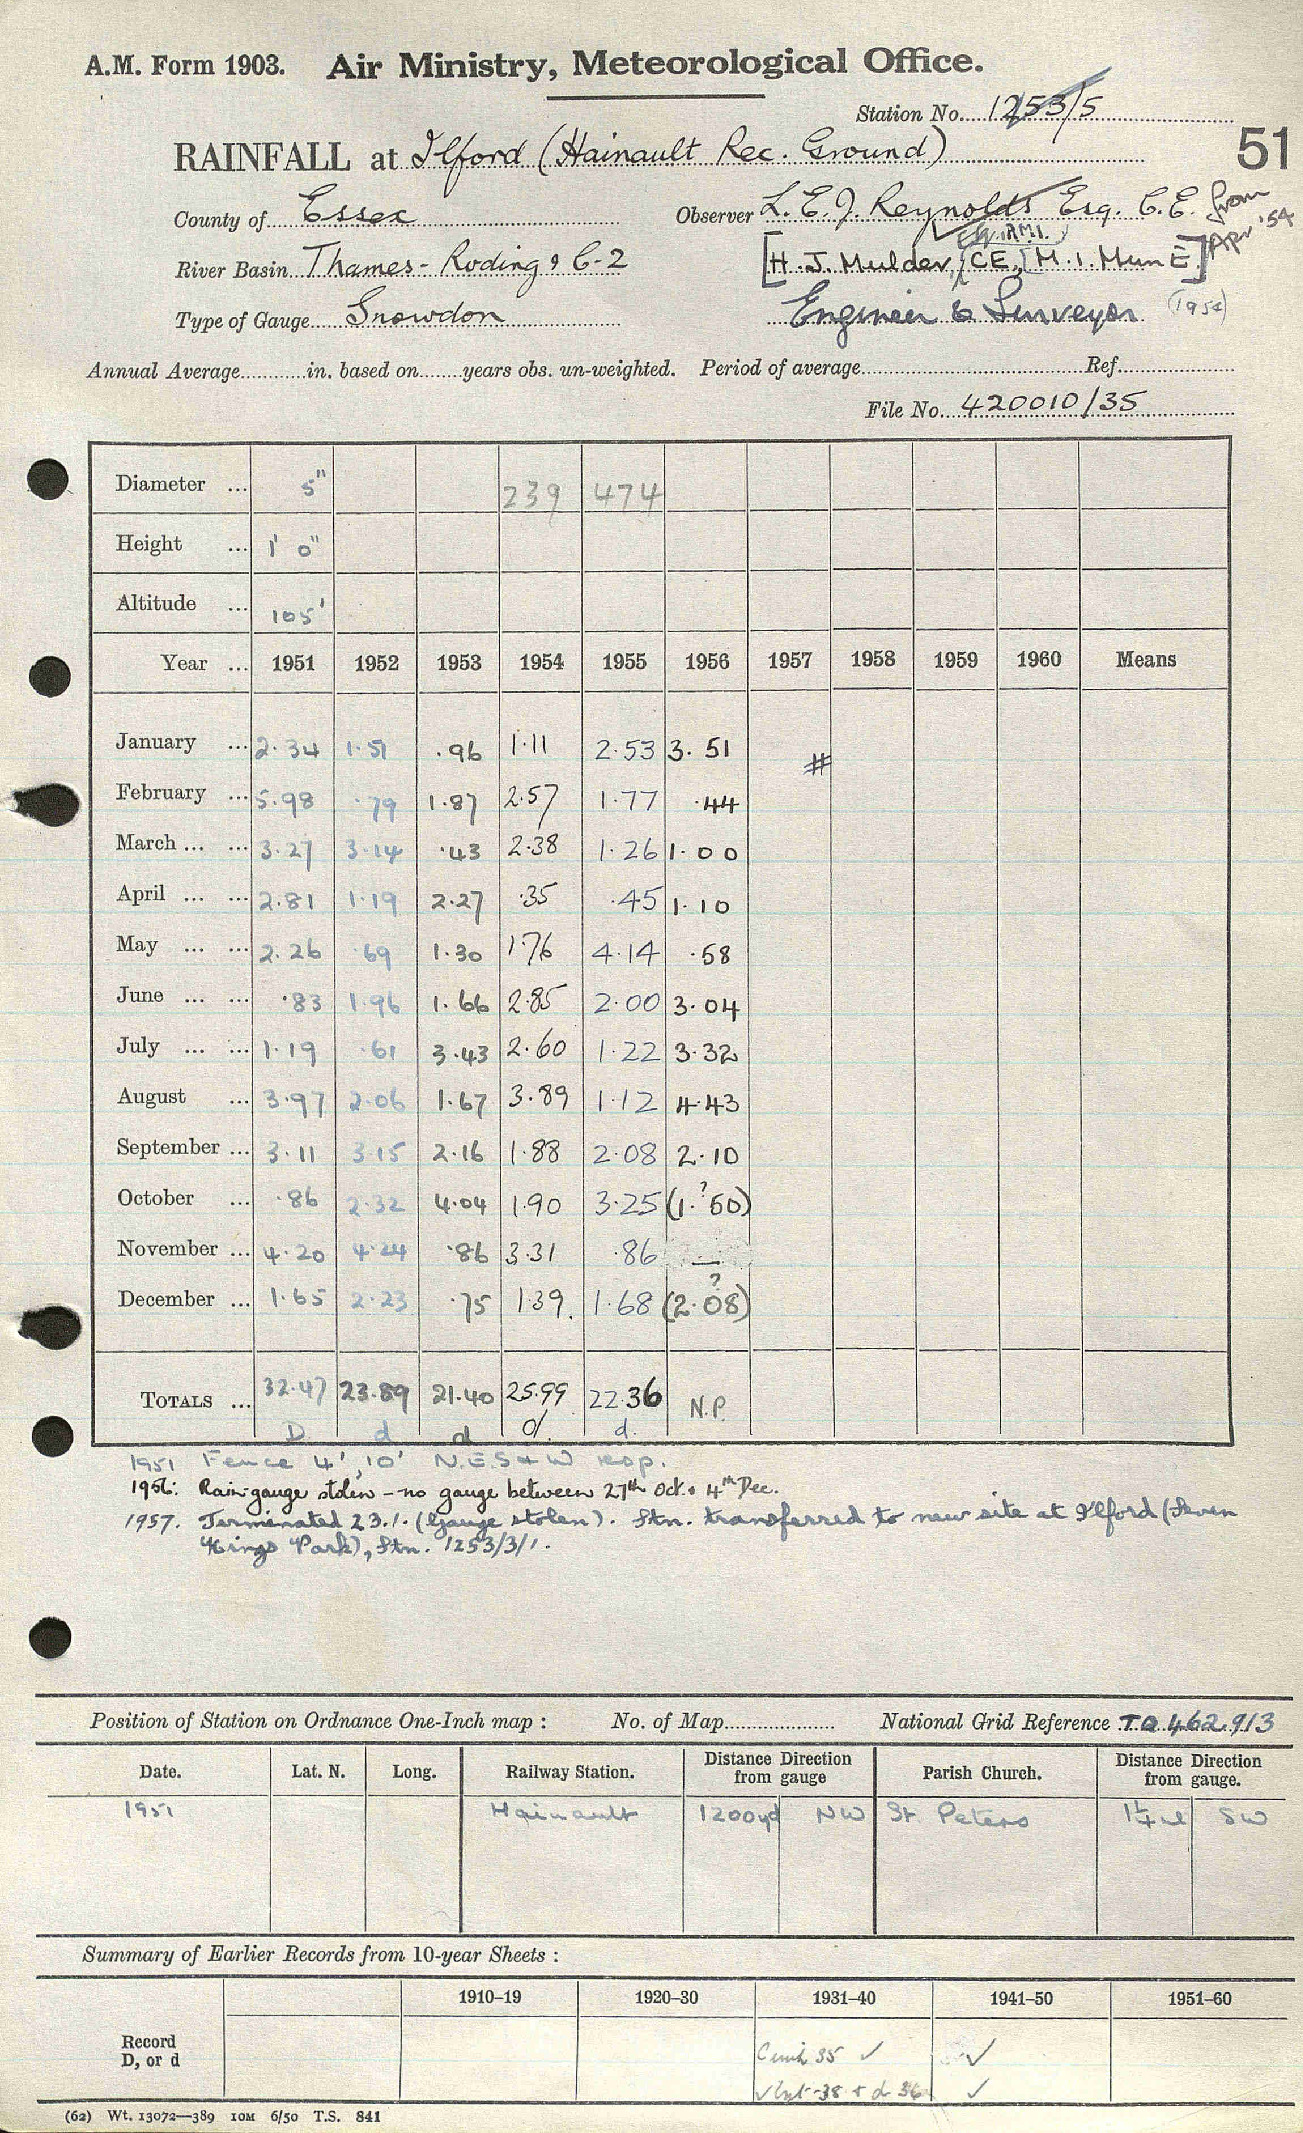 A.M. Form 1903. Air Ministry, Meteorological Office.
Station No. 1253/5
51
RAINFALL at Ilford (Hainault Rec. Ground)
County of Essex Observer L. E. J. Reynolds Esq. C.E. from Apr '54
River Basin Thames - Roding & C-2 [H. J. Mulder, CE, M.I. Mun E.]
Type of Gauge Snowdon Engineer & Surveyor
Annual Average............in. based on........years obs. un-weighted. Period of average..............Ref..............
File No. 420010/35
Diameter ... 5" 239 474
Height ... 1' 0"
Altitude ... 105'
Year ... 1951 1952 1953 1954 1955 1956 1957 1958 1959 1960 Means
January ... 2.34 1.51 .96 1.11 2.53 3.51 #
February ... 5.98 .79 1.87 2.57 1.77 .44
March ... ... 3.27 3.14 .43 2.38 1.26 1.00
April ... ... 2.81 1.19 2.27 .35 .45 1.10
May ... ... 2.26 .69 1.30 1.76 4.14 .58
June ... ... .83 1.96 1.66 2.85 2.00 3.04
July ... ... 1.19 .61 3.43 2.60 1.22 3.32
August ... 3.97 2.06 1.67 3.89 1.12 4.43
September ... 3.11 3.15 2.16 1.88 2.08 2.10
October ... .86 2.32 4.04 1.90 3.25 (1.?50)
November ... 4.20 4.24 .86 3.31 .86 —
December ... 1.65 2.23 .75 1.39 1.68 (2.?08)
TOTALS ... 32.47 23.89 21.40 25.99 22.36 N.P.
D d d d. d.
1951 Fence 4', 10' N.E.S & W resp.
1956: Raingauge stolen - no gauge between 27th Oct. & 4th Dec.
1957. Terminated 23.1. (Gauge stolen). Stn. transferred to new site at Ilford (Seven
Kings Park), Stn. 1253/3/1.
Position of Station on Ordnance One-Inch map : No. of Map.................... National Grid Reference TQ 462.913
Date. Lat. N. Long. Railway Station. Distance Direction from gauge Parish Church. Distance Direction from gauge.
1951 Hainault 1200yd NW St. Peters 1¼ml SW
Summary of Earlier Records from 10-year Sheets :
1910–19 1920–30 1931–40 1941–50 1951–60
Record
D, or d
35 ✓ ✓
✓ 38 + d 36 ✓
(62) Wt. 13072—389 10M 6/50 T.S. 841